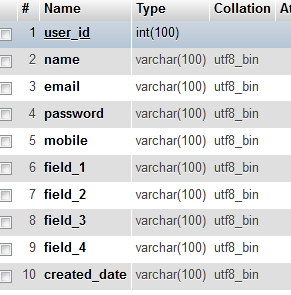 # Name Type Collation At
1 user_id int(100)
2 name varchar(100) utf8_bin
3 email varchar(100) utf8_bin
4 password varchar(100) utf8_bin
5 mobile varchar(100) utf8_bin
6 field_1 varchar(100) utf8_bin
7 field_2 varchar(100) utf8_bin
8 field_3 varchar(100) utf8_bin
9 field_4 varchar(100) utf8_bin
10 created_date varchar(100) utf8_bin